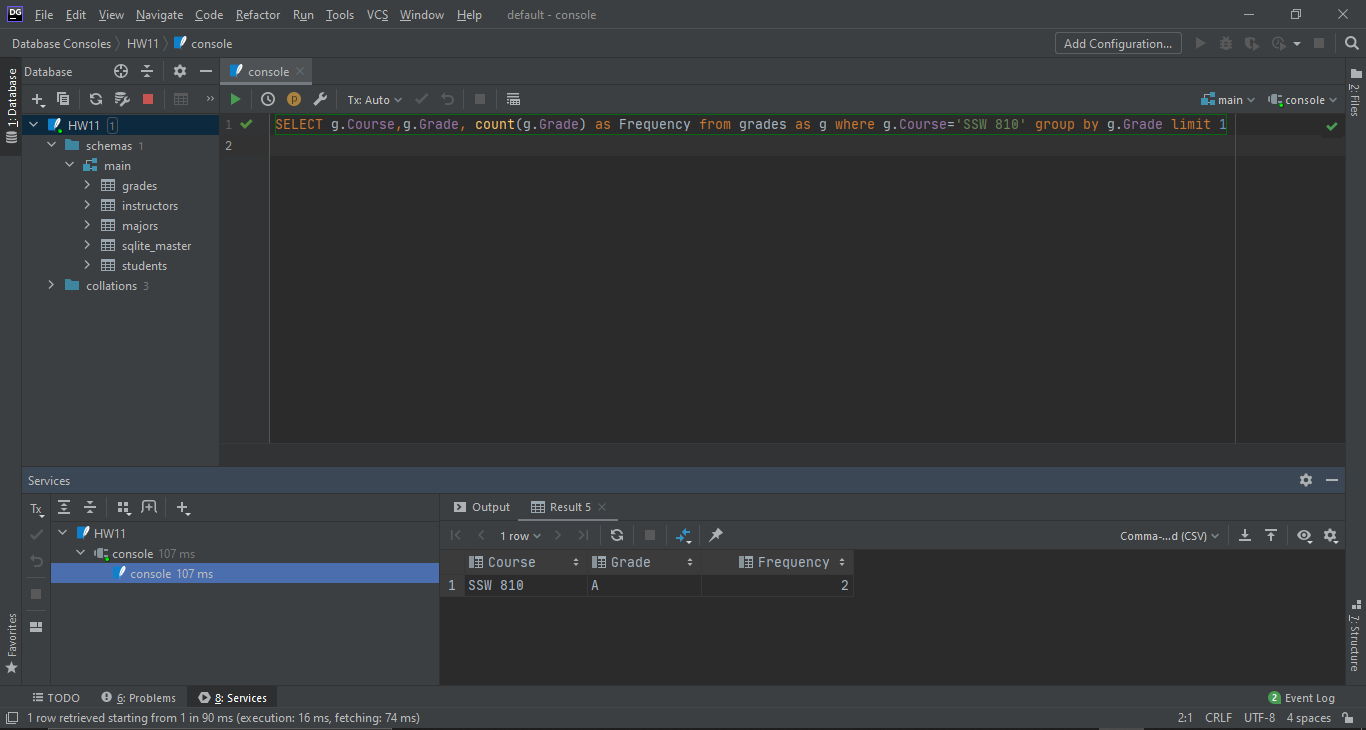 DG File Edit View Navigate Code Refactor Run Tools VCS Window Help default - console
Database Consoles HW11 console Add Configuration...
1: Database
Database
console
2: Files
Tx: Auto main console
HW11 1
schemas 1
main
grades
instructors
majors
sqlite_master
students
collations 3
1 SELECT g.Course,g.Grade, count(g.Grade) as Frequency from grades as g where g.Course='SSW 810' group by g.Grade limit 1
2
Services
Tx
HW11
console 107 ms
console 107 ms
Output Result 5
1 row Comma-...d (CSV)
Course Grade Frequency
1 SSW 810 A 2
Favorites
7: Structure
TODO 6: Problems 8: Services 2 Event Log
1 row retrieved starting from 1 in 90 ms (execution: 16 ms, fetching: 74 ms) 2:1 CRLF UTF-8 4 spaces